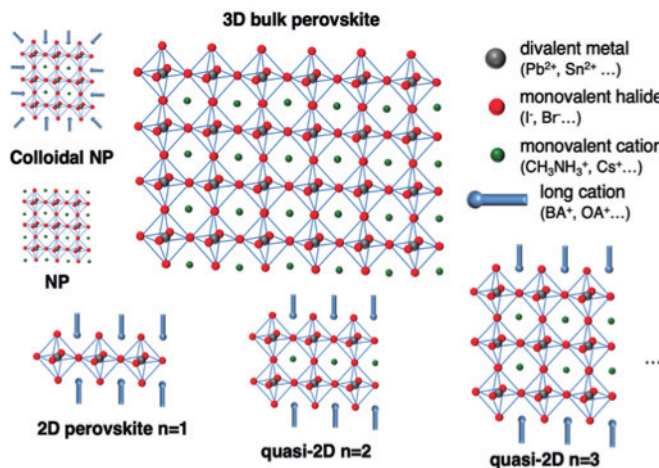 3D bulk perovskite
Colloidal NP
NP
divalent metal
(Pb²⁺, Sn²⁺ ...)
monovalent halide
(I⁻, Br⁻...)
monovalent cation
(CH₃NH₃⁺, Cs⁺...)
long cation
(BA⁺, OA⁺...)
2D perovskite n=1
quasi-2D n=2
quasi-2D n=3
...